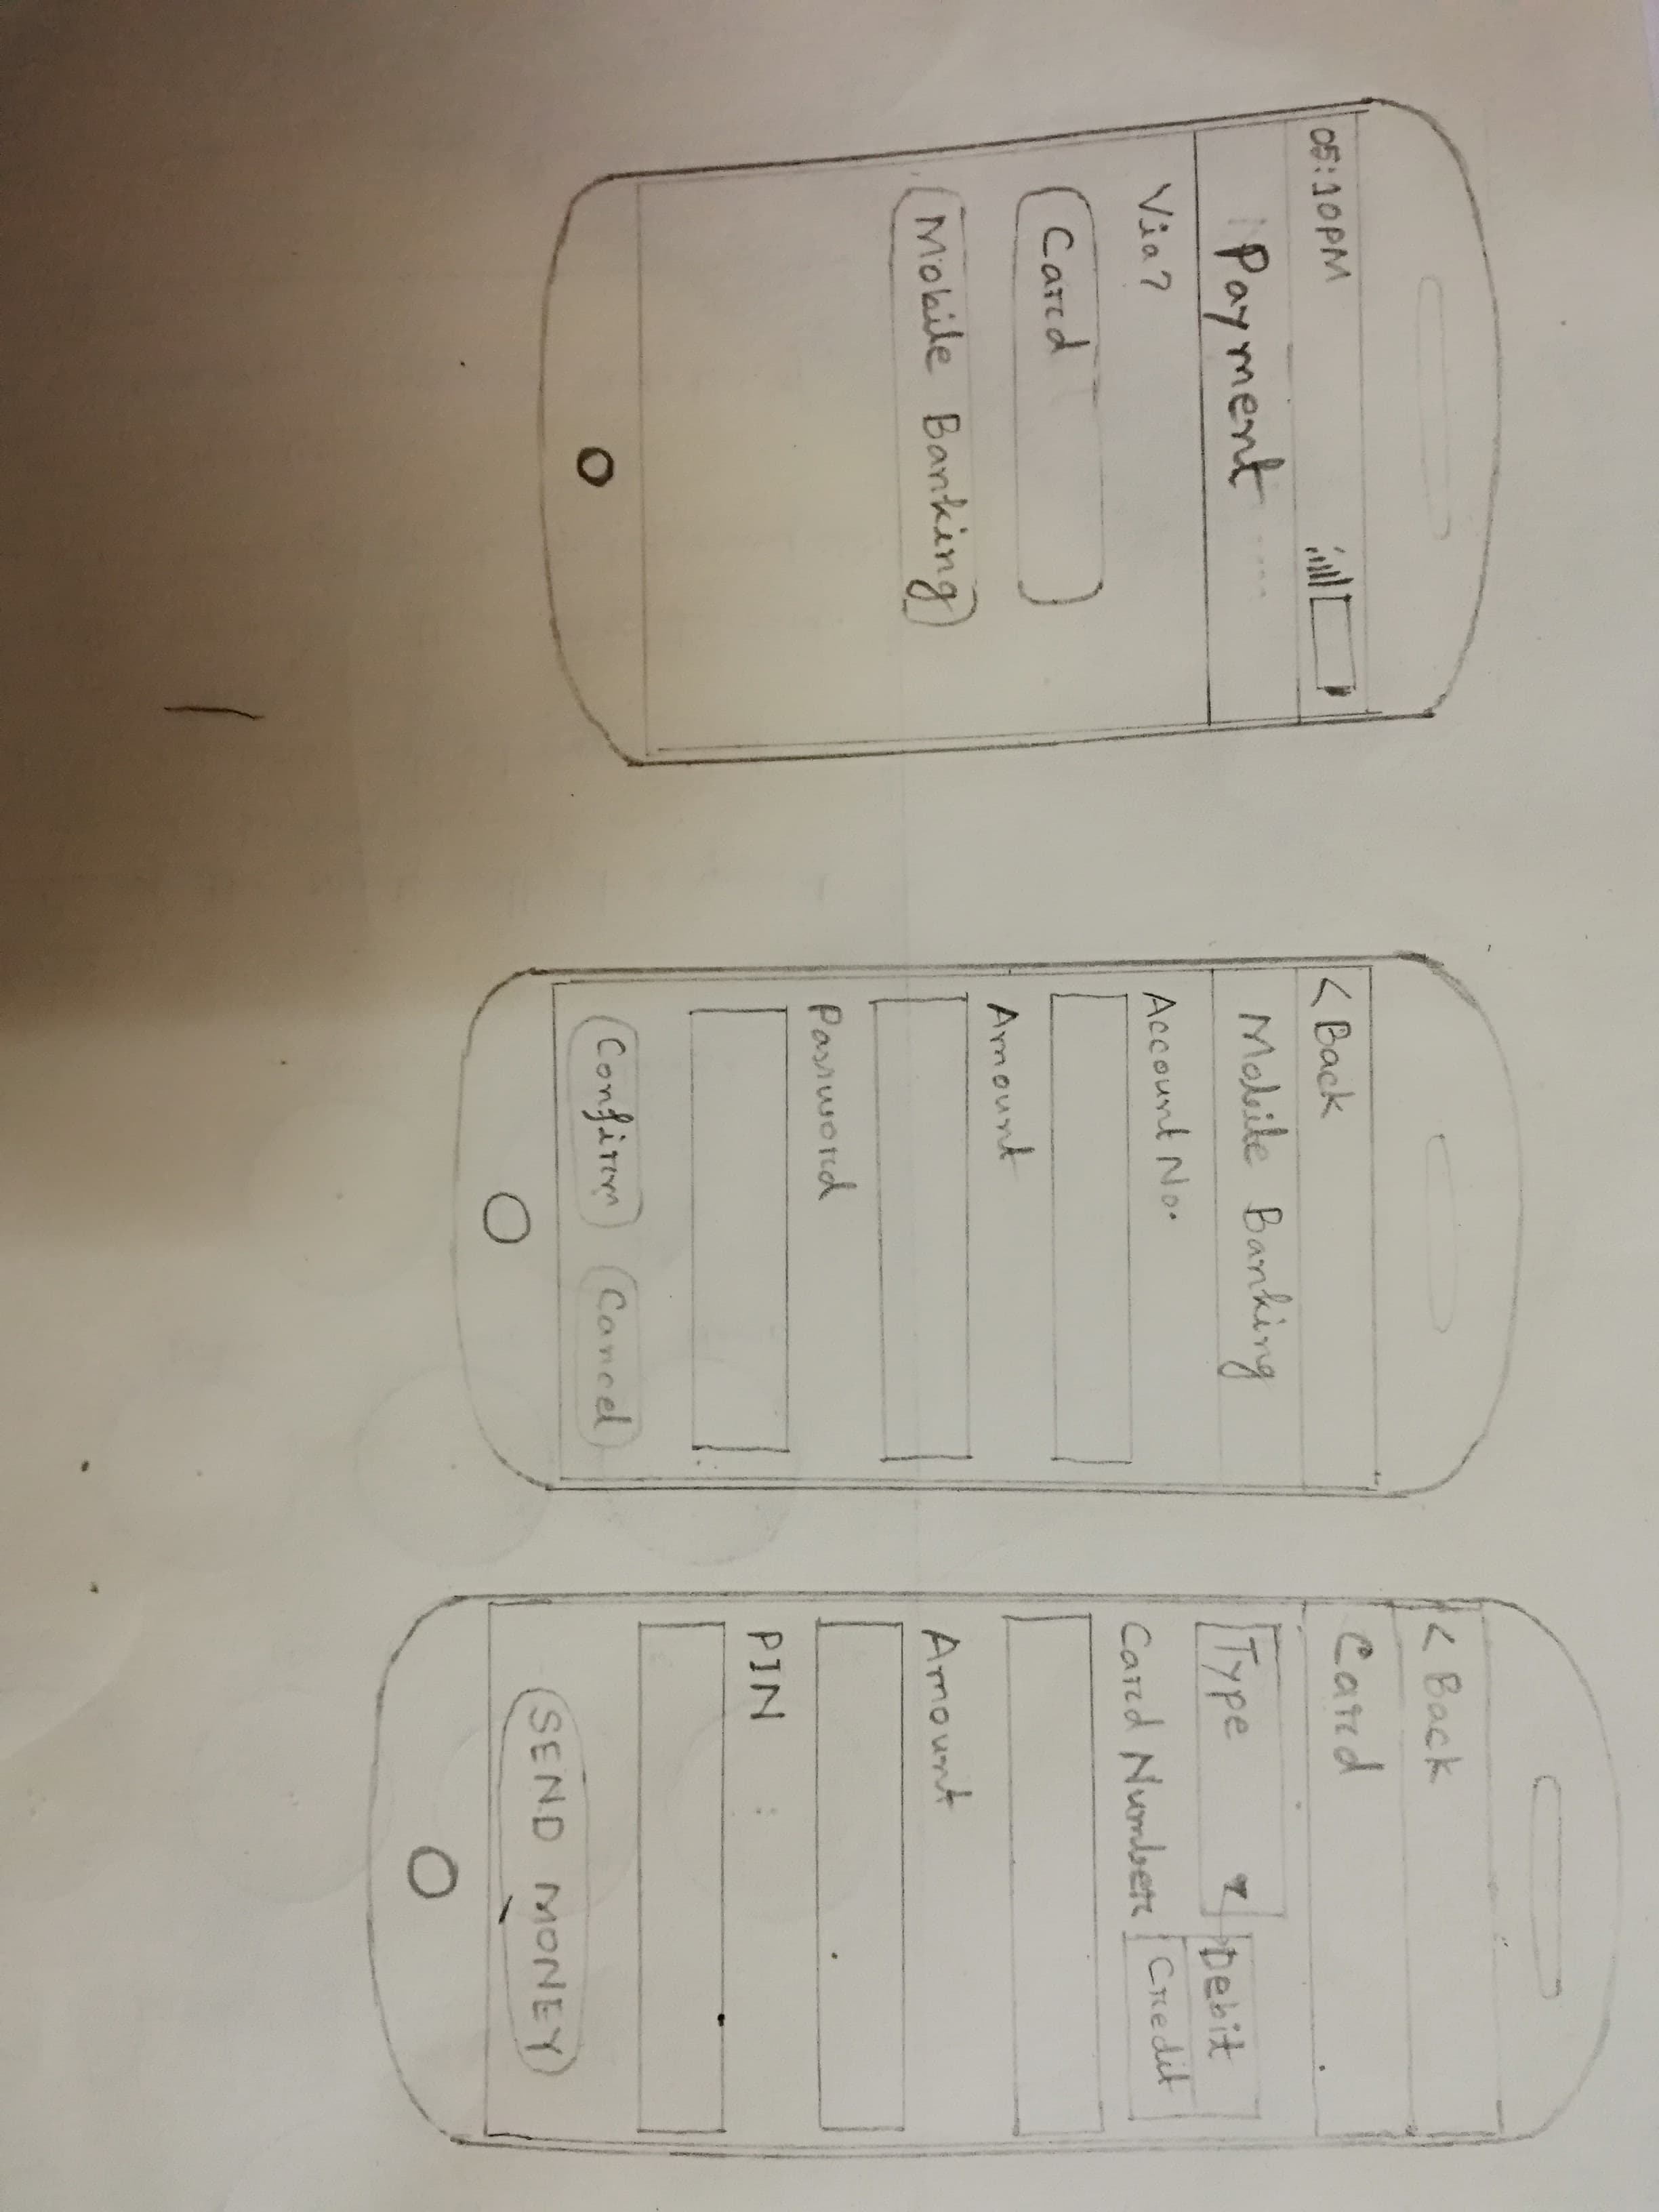 05:10PM
Payment
Via?
Card
Mobile Banking
< Back
Mobile Banking
Account No.
Amount
Password
Confirm
Cancel
< Back
Card
Type
Debit
Credit
Card Number
Amount
PIN
SEND MONEY